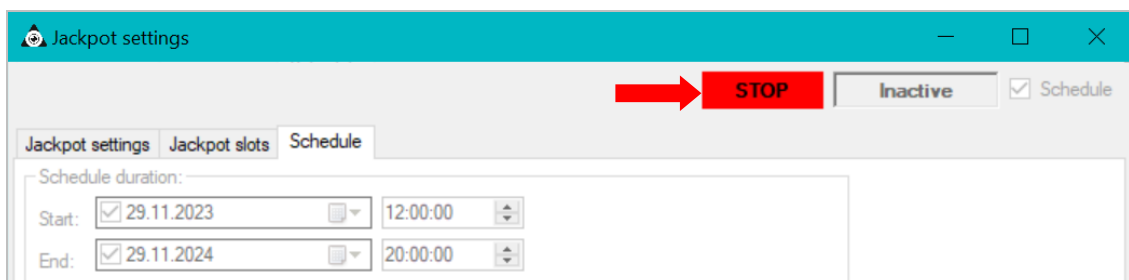 Jackpot settings
STOP Inactive Schedule
Jackpot settings Jackpot slots Schedule
Schedule duration:
Start: 29.11.2023 12:00:00
End: 29.11.2024 20:00:00